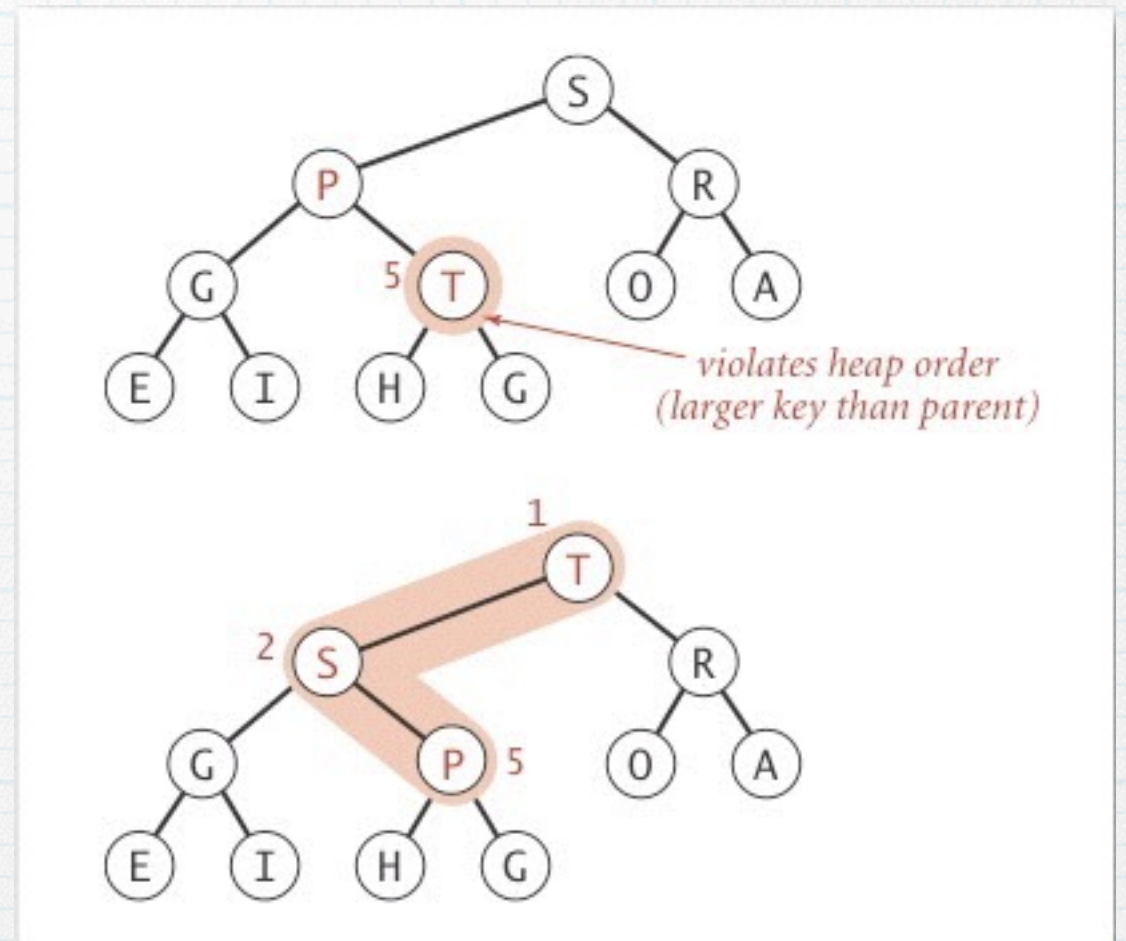 S
P
R
G
5
T
O
A
E
I
H
G
violates heap order
(larger key than parent)
1
T
2
S
R
G
P
5
O
A
E
I
H
G